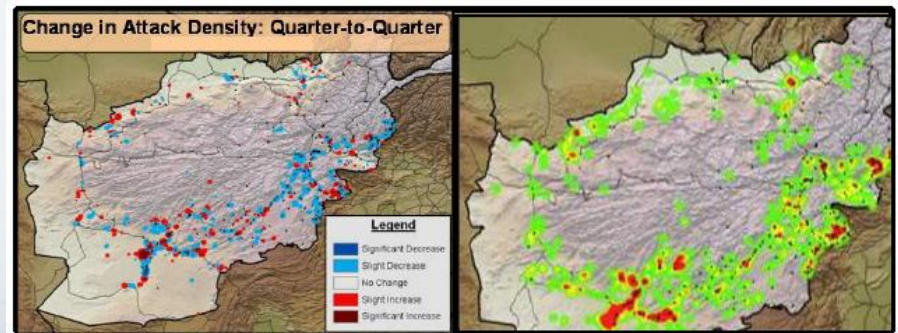 Change in Attack Density: Quarter-to-Quarter
Legend
Significant Decrease
Slight Decrease
No Change
Slight Increase
Significant Increase